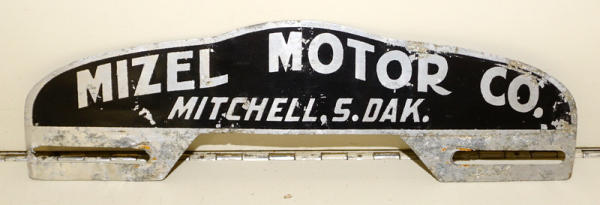 MIZEL MOTOR CO.
MITCHELL, S. DAK.